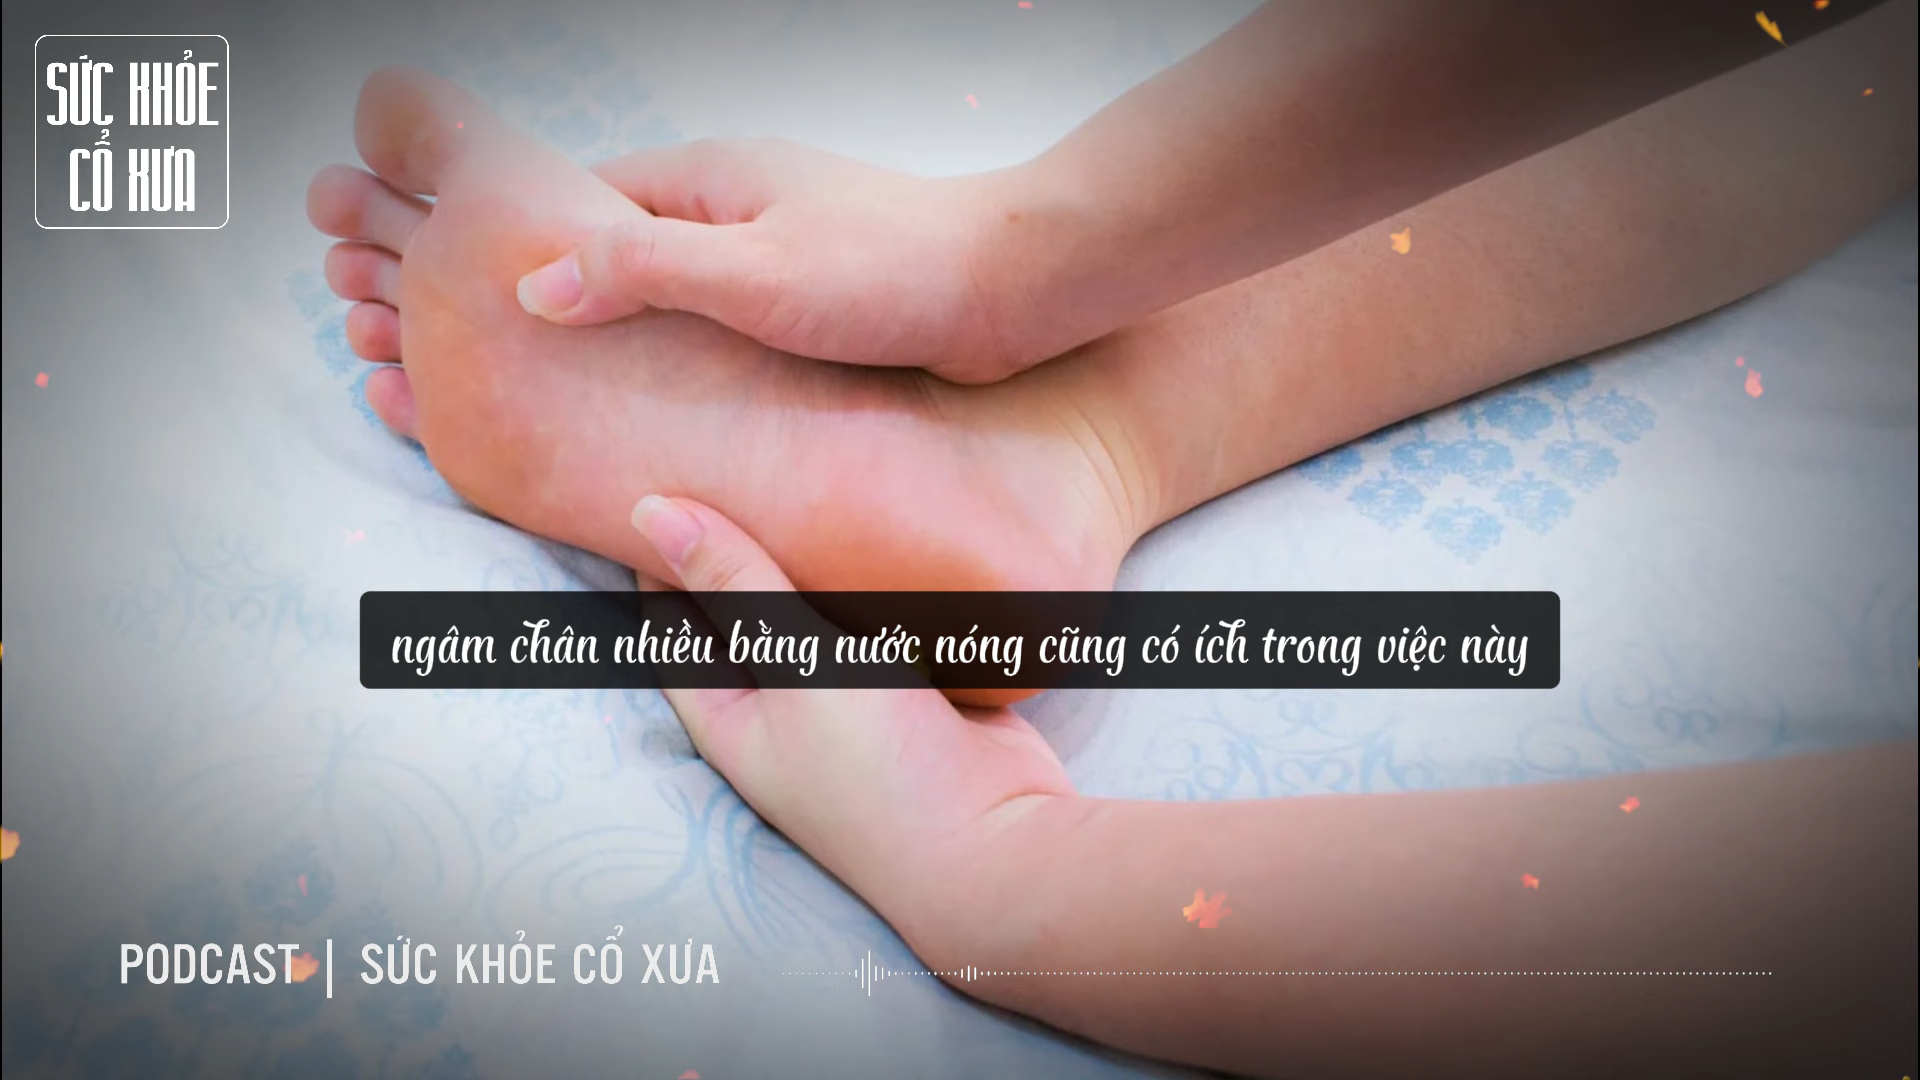 SỨC KHỎE
CỔ XƯA
ngâm chân nhiều bằng nước nóng cũng có ích trong việc này
PODCAST | SỨC KHỎE CỔ XƯA